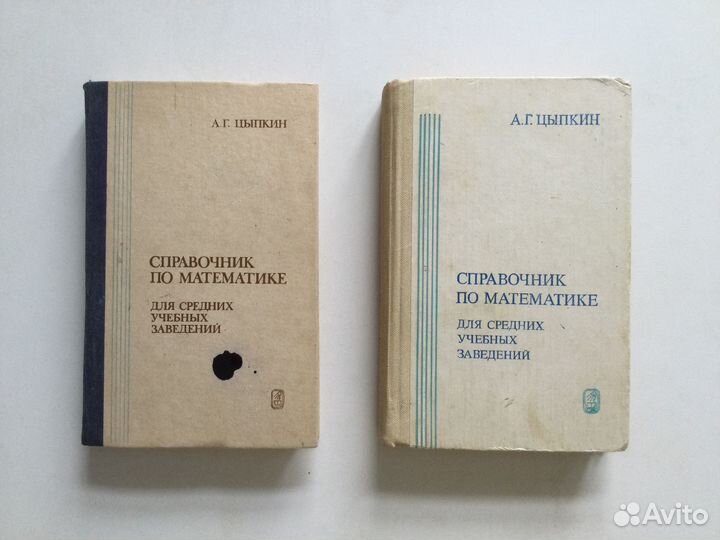 А.Г. ЦЫПКИН
СПРАВОЧНИК
ПО МАТЕМАТИКЕ
ДЛЯ СРЕДНИХ
УЧЕБНЫХ
ЗАВЕДЕНИЙ
А.Г. ЦЫПКИН
СПРАВОЧНИК
ПО МАТЕМАТИКЕ
ДЛЯ СРЕДНИХ
УЧЕБНЫХ
ЗАВЕДЕНИЙ
Avito